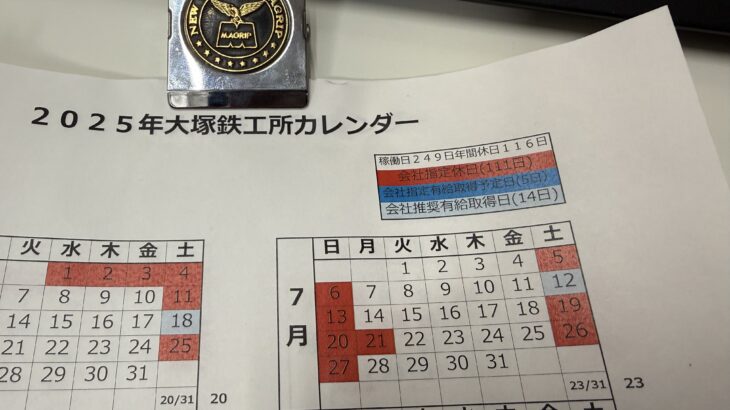 NEW MAGRIP
MAGRIP
2025年大塚鉄工所カレンダー
稼働日249日年間休日116日
会社指定休日(111日)
会社指定有給取得予定日(5日)
会社推奨有給取得日(14日)
火 水 木 金 土
1 2 3 4
7 8 9 10 11
14 15 16 17 18
21 22 23 24 25
28 29 30 31
20/31 20
7月
日 月 火 水 木 金 土
1 2 3 4 5
6 7 8 9 10 11 12
13 14 15 16 17 18 19
20 21 22 23 24 25 26
27 28 29 30 31
23/31 23